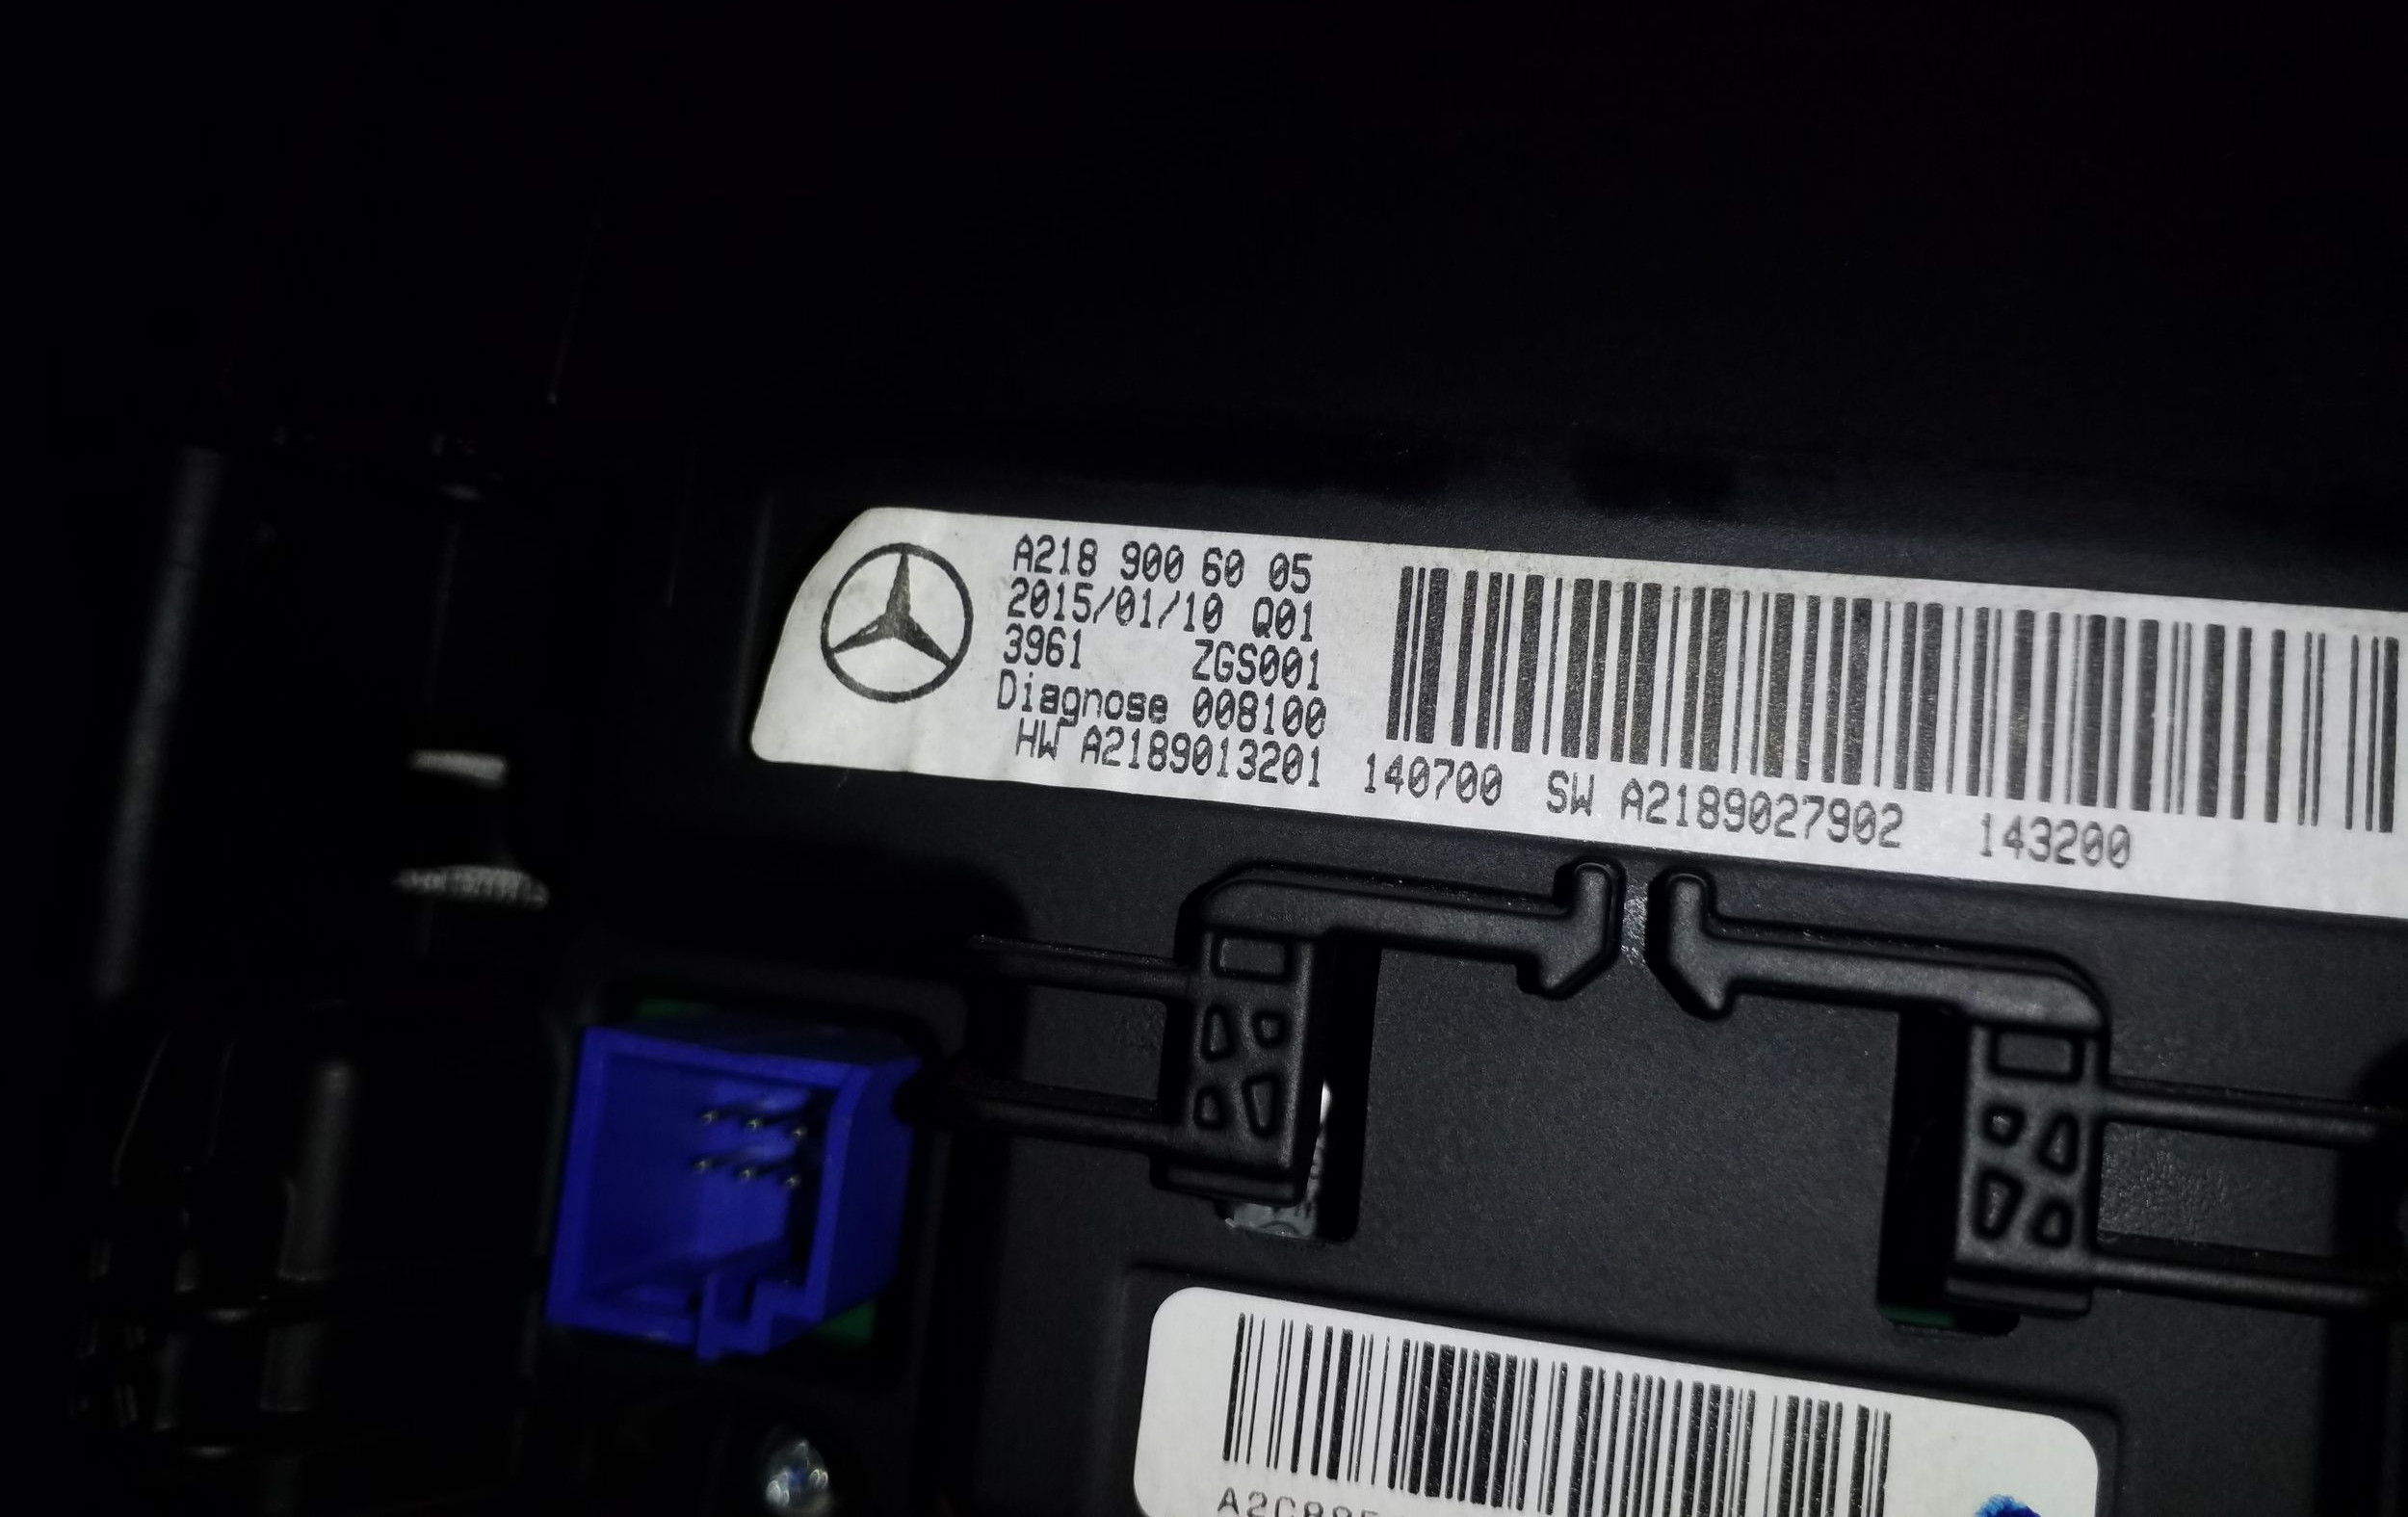 A218 900 60 05
2015/01/10 Q01
3961 ZGS001
Diagnose 008100
HW A2189013201 140700 SW A2189027902 143200